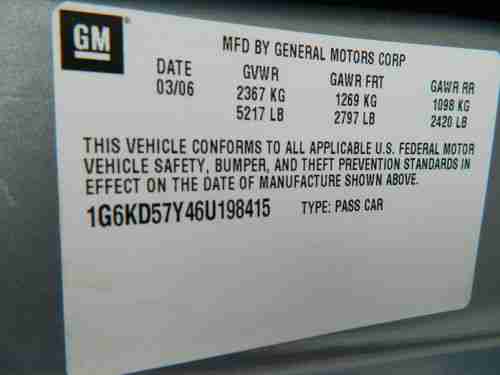 GM
MFD BY GENERAL MOTORS CORP
DATE GVWR GAWR FRT GAWR RR
03/06 2367 KG 1269 KG 1098 KG
5217 LB 2797 LB 2420 LB
THIS VEHICLE CONFORMS TO ALL APPLICABLE U.S. FEDERAL MOTOR
VEHICLE SAFETY, BUMPER, AND THEFT PREVENTION STANDARDS IN
EFFECT ON THE DATE OF MANUFACTURE SHOWN ABOVE.
1G6KD57Y46U198415 TYPE: PASS CAR